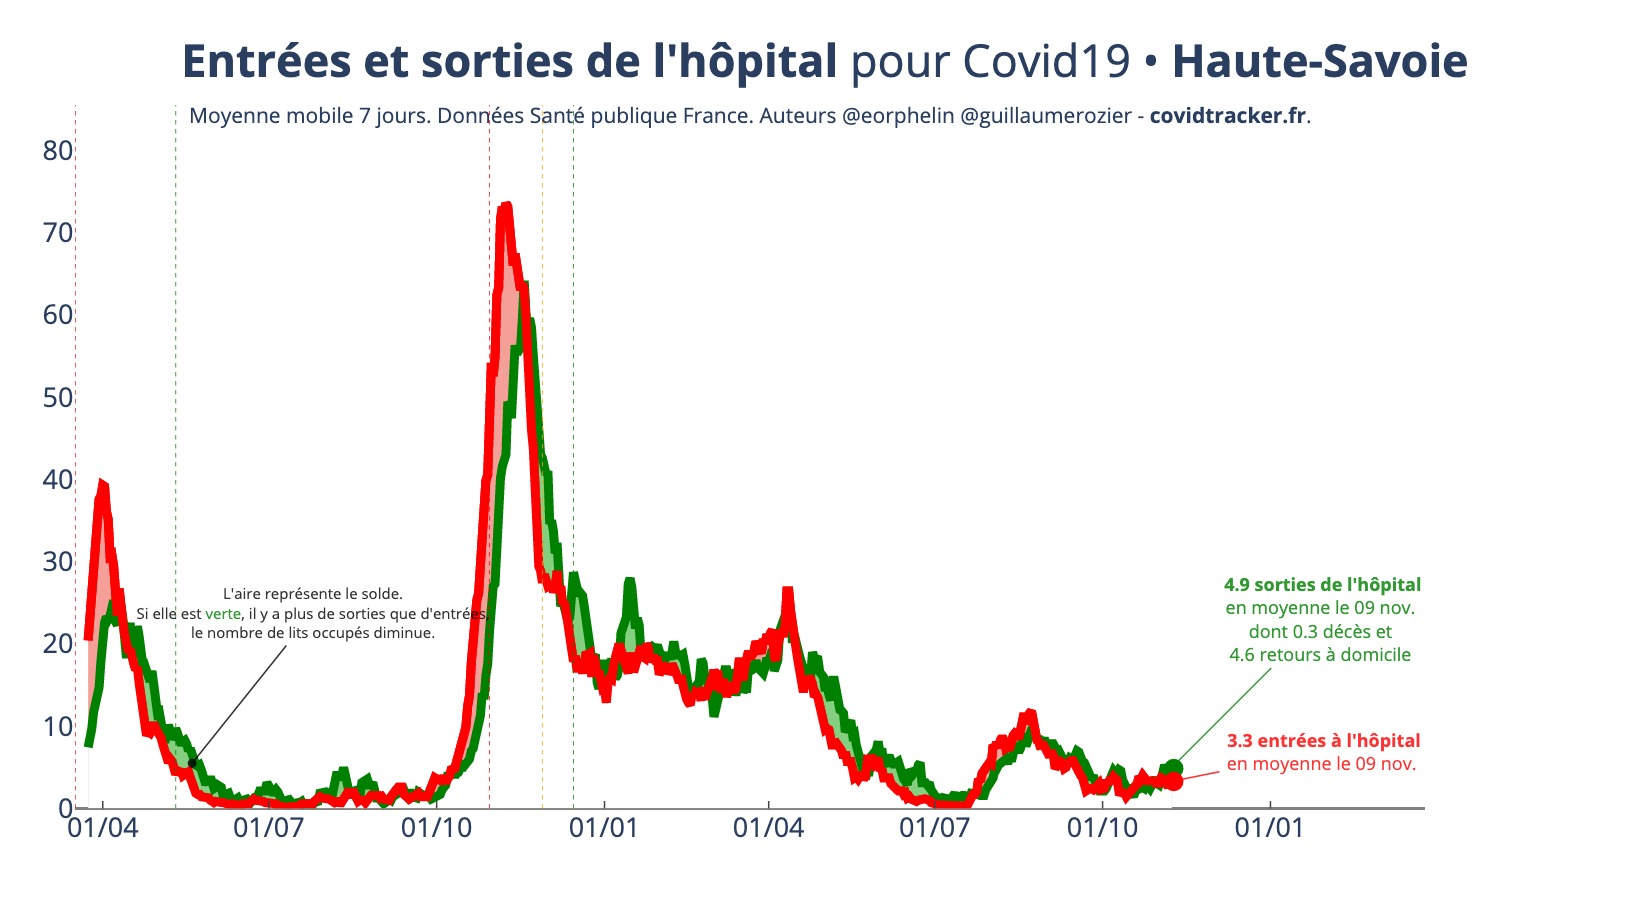 Entrées et sorties de l'hôpital pour Covid19 • Haute-Savoie
Moyenne mobile 7 jours. Données Santé publique France. Auteurs @eorphelin @guillaumerozier - covidtracker.fr.
80
70
60
50
40
30
20
10
0
L'aire représente le solde.
Si elle est verte, il y a plus de sorties que d'entrées,
le nombre de lits occupés diminue.
4.9 sorties de l'hôpital
en moyenne le 09 nov.
dont 0.3 décès et
4.6 retours à domicile
3.3 entrées à l'hôpital
en moyenne le 09 nov.
01/04 01/07 01/10 01/01 01/04 01/07 01/10 01/01